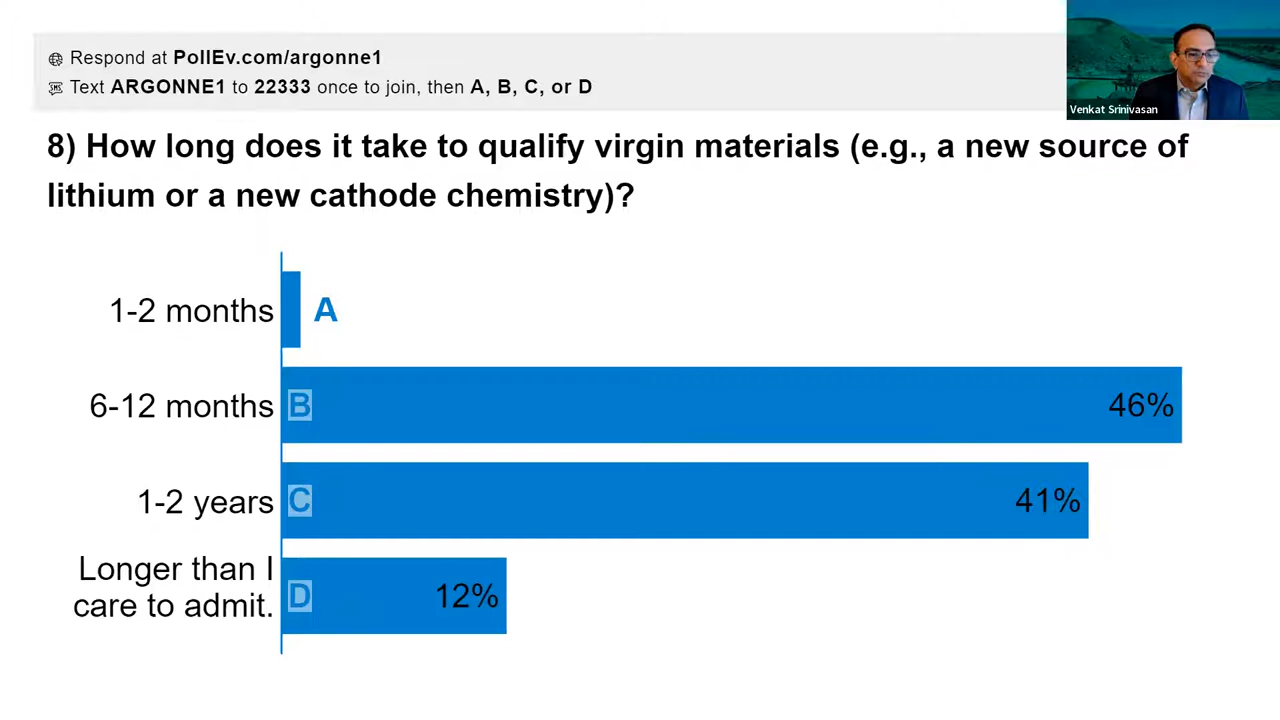 Respond at PollEv.com/argonne1
Text ARGONNE1 to 22333 once to join, then A, B, C, or D
Venkat Srinivasan
8) How long does it take to qualify virgin materials (e.g., a new source of
lithium or a new cathode chemistry)?
1-2 months A
6-12 months B 46%
1-2 years C 41%
Longer than I
care to admit. D 12%